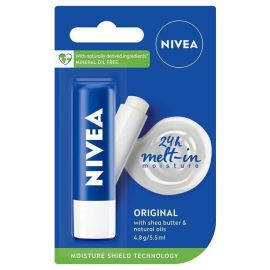 NIVEA
With naturally derived ingredients*
MINERAL OIL FREE
NIVEA
24h
melt-in
moisture
ORIGINAL
with shea butter &
natural oils
4.8g/5.5ml
MOISTURE SHIELD TECHNOLOGY